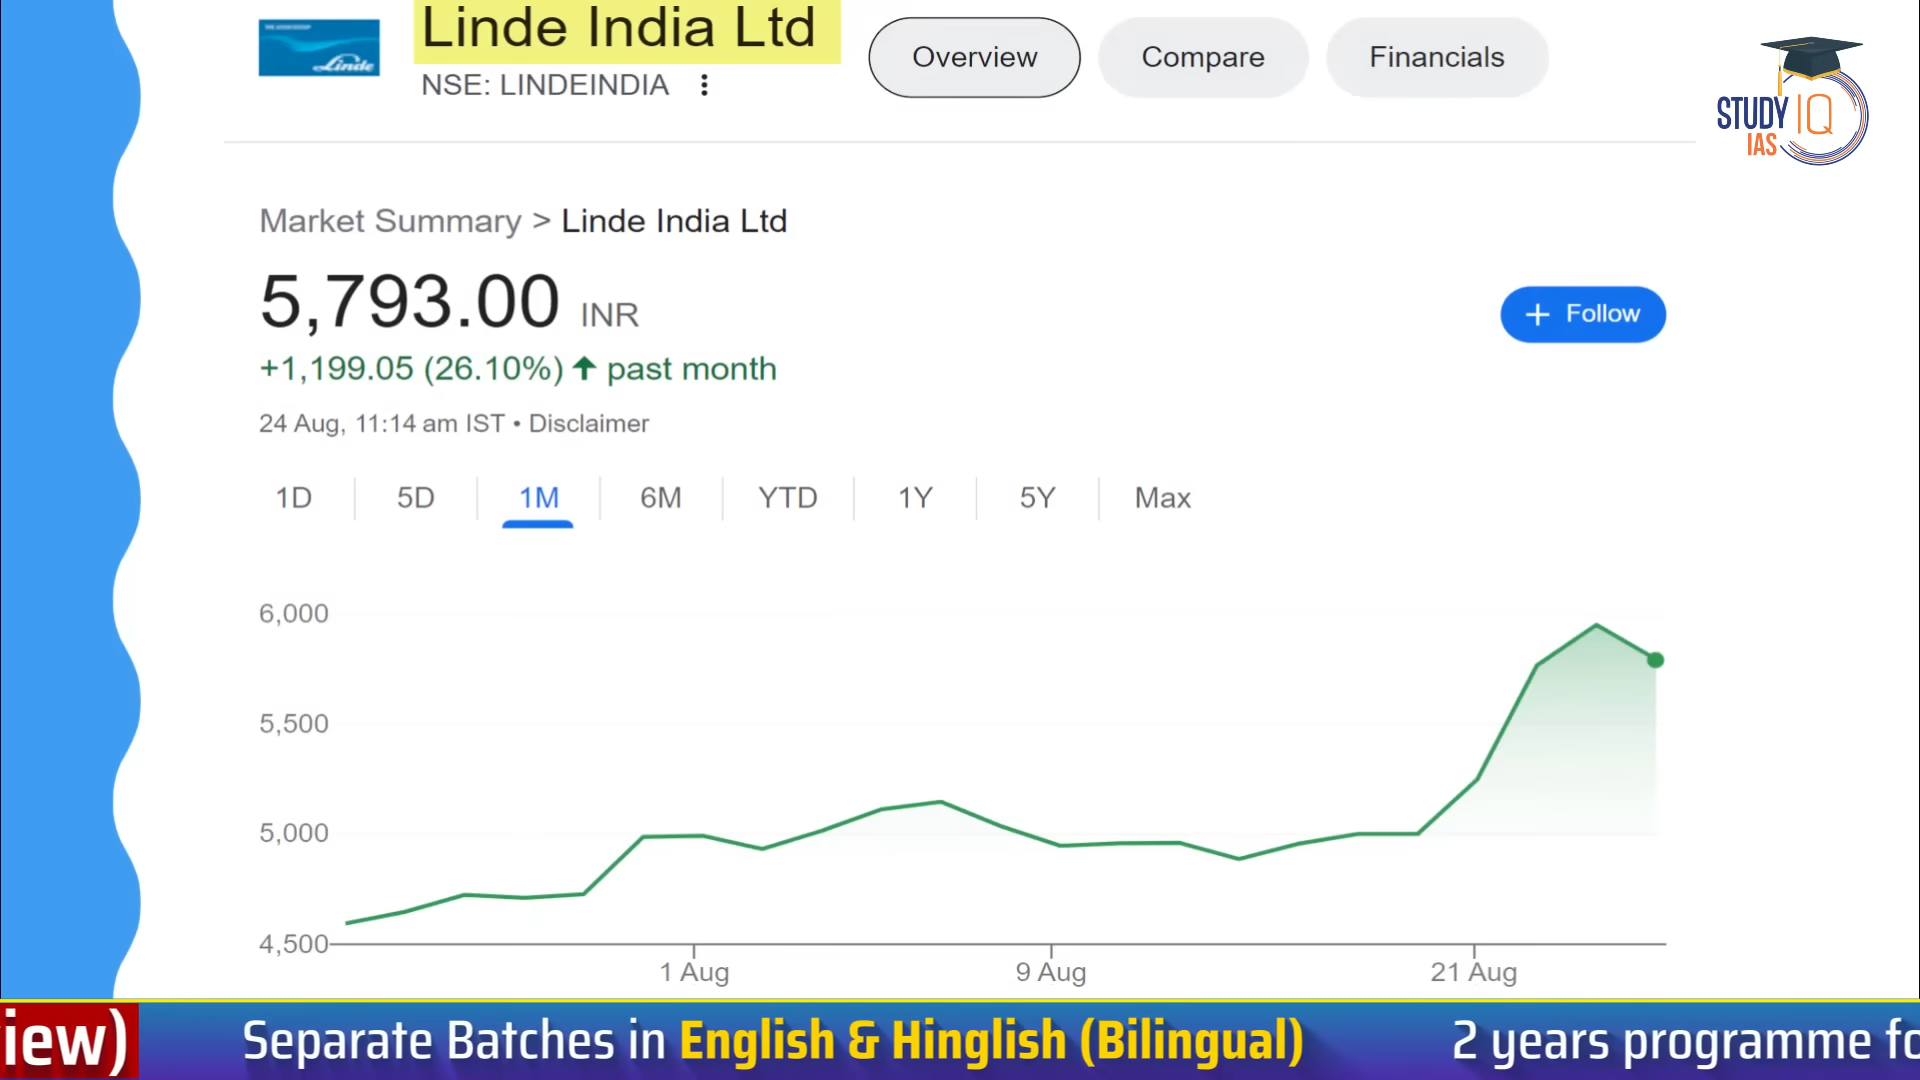 Linde India Ltd
NSE: LINDEINDIA
Overview
Compare
Financials
Linde
STUDY IQ
IAS
Market Summary > Linde India Ltd
5,793.00 INR
+ Follow
+1,199.05 (26.10%) ↑ past month
24 Aug, 11:14 am IST • Disclaimer
1D
5D
1M
6M
YTD
1Y
5Y
Max
6,000
5,500
5,000
4,500
1 Aug
9 Aug
21 Aug
iew)
Separate Batches in English & Hinglish (Bilingual)
2 years programme fo